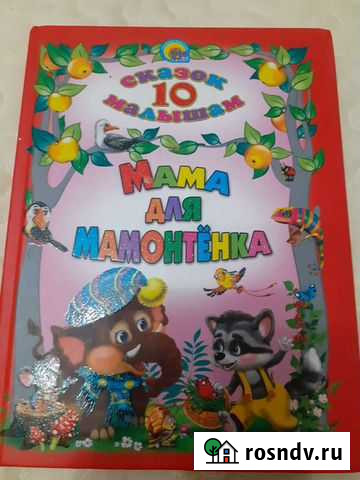 сказок
10
малышам
Мама
для
мамонтёнка
rosndv.ru